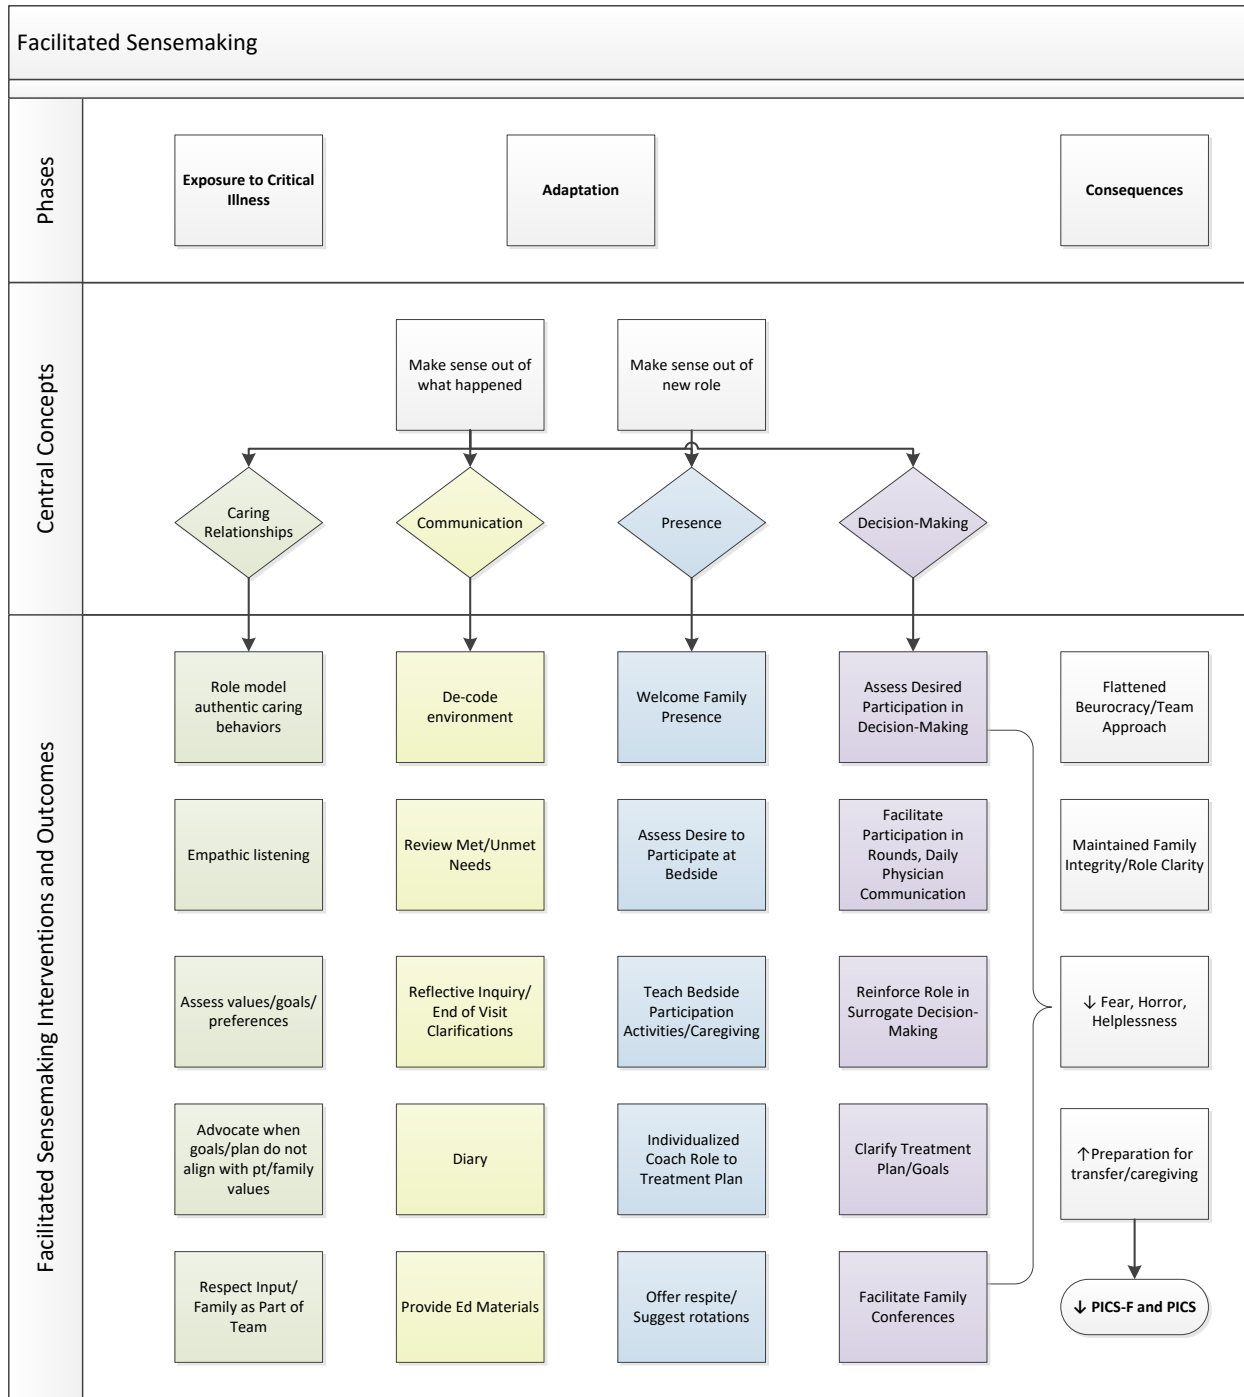 Facilitated Sensemaking
Phases
Exposure to Critical
Illness
Adaptation
Consequences
Central Concepts
Make sense out of
what happened
Make sense out of
new role
Caring
Relationships
Communication
Presence
Decision-Making
Facilitated Sensemaking Interventions and Outcomes
Role model
authentic caring
behaviors
De-code
environment
Welcome Family
Presence
Assess Desired
Participation in
Decision-Making
Flattened
Beurocracy/Team
Approach
Empathic listening
Review Met/Unmet
Needs
Assess Desire to
Participate at
Bedside
Facilitate
Participation in
Rounds, Daily
Physician
Communication
Maintained Family
Integrity/Role Clarity
Assess values/goals/
preferences
Reflective Inquiry/
End of Visit
Clarifications
Teach Bedside
Participation
Activities/Caregiving
Reinforce Role in
Surrogate Decision-
Making
↓ Fear, Horror,
Helplessness
Advocate when
goals/plan do not
align with pt/family
values
Diary
Individualized
Coach Role to
Treatment Plan
Clarify Treatment
Plan/Goals
↑Preparation for
transfer/caregiving
Respect Input/
Family as Part of
Team
Provide Ed Materials
Offer respite/
Suggest rotations
Facilitate Family
Conferences
↓ PICS-F and PICS